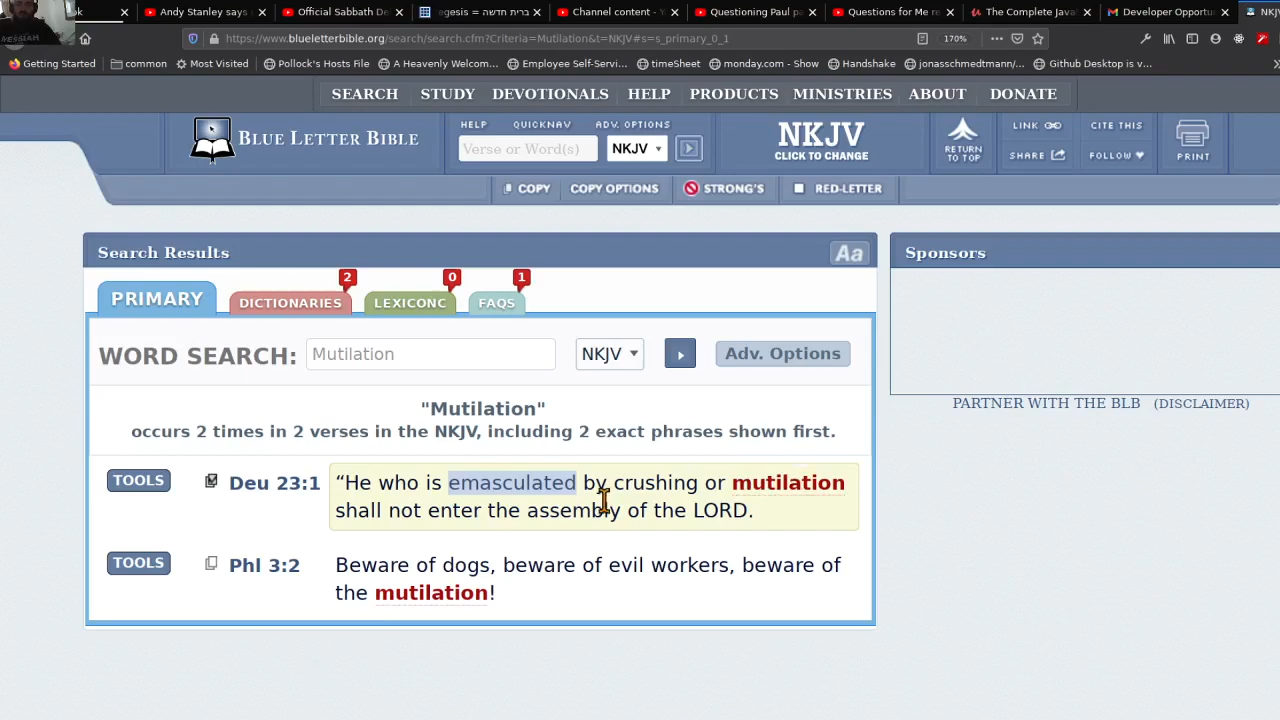 k
Andy Stanley says
Official Sabbath De
egesis = ברית חדשה
Channel content - Y
Questioning Paul pa
Questions for Me re
The Complete Java
Developer Opportu
NKJV
https://www.blueletterbible.org/search/search.cfm?Criteria=Mutilation&t=NKJV#s=s_primary_0_1
170%
Getting Started
common
Most Visited
Pollock's Hosts File
A Heavenly Welcom...
Employee Self-Servi...
timeSheet
monday.com - Show
Handshake
jonasschmedtmann/...
Github Desktop is v...
SEARCH STUDY DEVOTIONALS HELP PRODUCTS MINISTRIES ABOUT DONATE
BLUE LETTER BIBLE
HELP QUICKNAV ADV. OPTIONS
Verse or Word(s) NKJV
NKJV
CLICK TO CHANGE
RETURN
TO TOP
LINK CITE THIS
SHARE FOLLOW
PRINT
COPY COPY OPTIONS STRONG'S RED-LETTER
Search Results Aa
Sponsors
2 0 1
PRIMARY DICTIONARIES LEXICONC FAQS
WORD SEARCH: Mutilation NKJV Adv. Options
PARTNER WITH THE BLB (DISCLAIMER)
"Mutilation"
occurs 2 times in 2 verses in the NKJV, including 2 exact phrases shown first.
TOOLS Deu 23:1 “He who is emasculated by crushing or mutilation
shall not enter the assembly of the LORD.
TOOLS Phl 3:2 Beware of dogs, beware of evil workers, beware of
the mutilation!